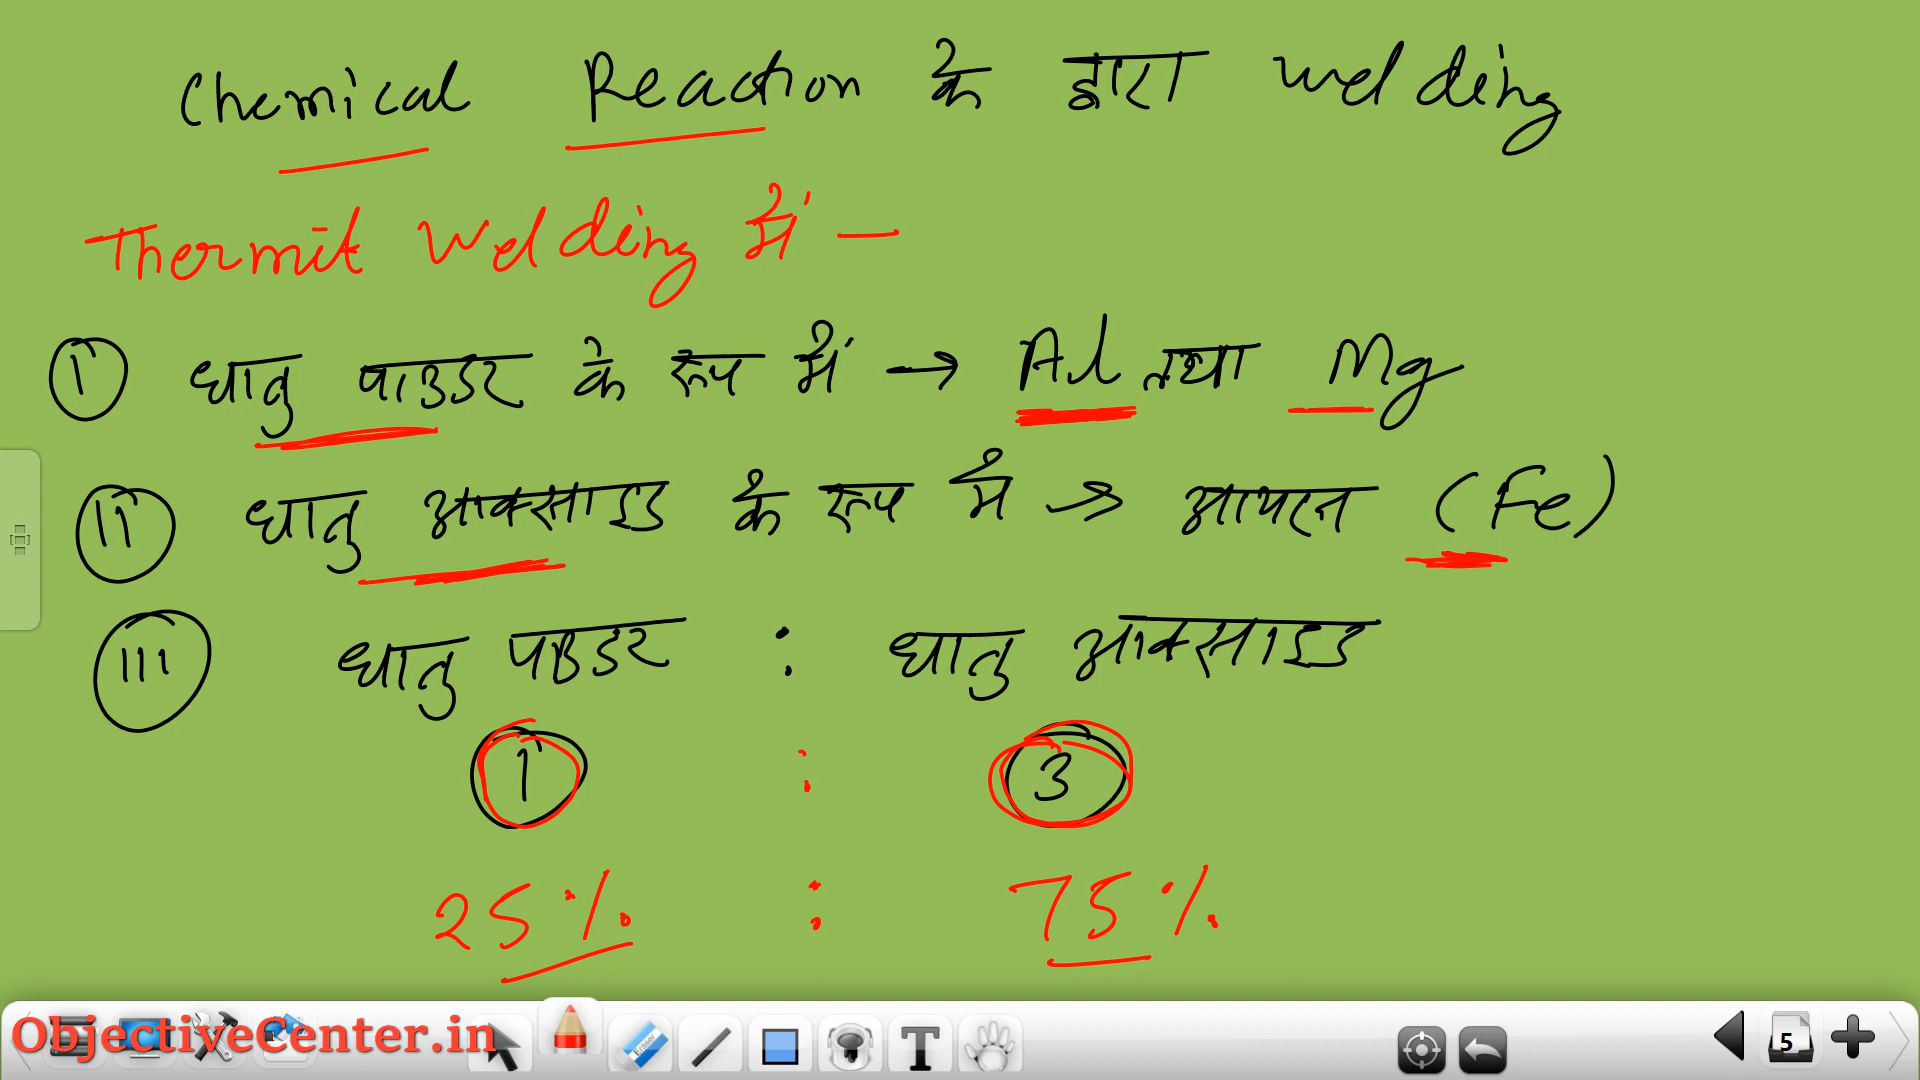 Chemical Reaction के द्वारा welding
Thermit Welding में —
I धातु पाउडर के रूप में → Al तथा Mg
II धातु आक्साइड के रूप में → आयरन (Fe)
III धातु पाउडर : धातु आक्साइड
1 : 3
25% : 75%
ObjectiveCenter.in
Eraser
T
5